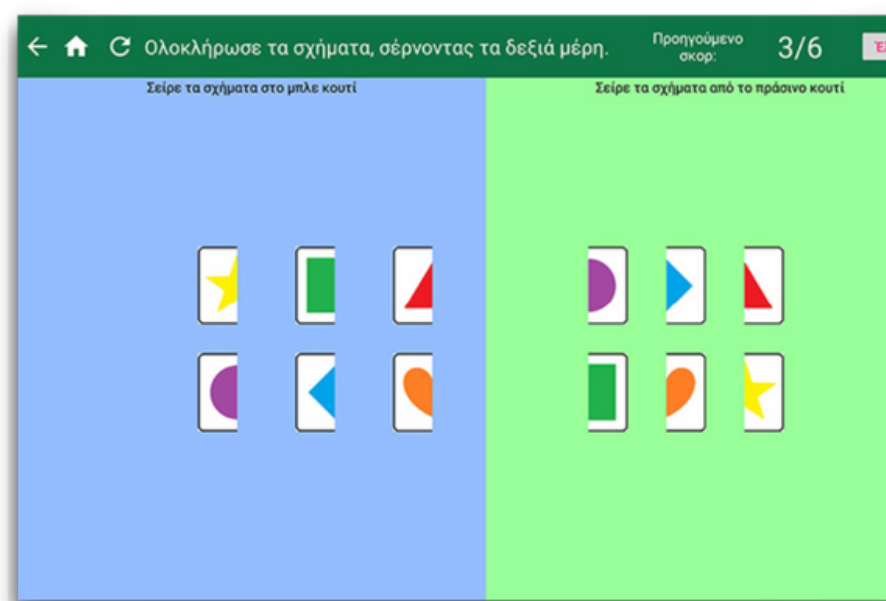 Ολοκλήρωσε τα σχήματα, σέρνοντας τα δεξιά μέρη.
Προηγούμενο
σκορ:
3/6
Σείρε τα σχήματα στο μπλε κουτί
Σείρε τα σχήματα από το πράσινο κουτί